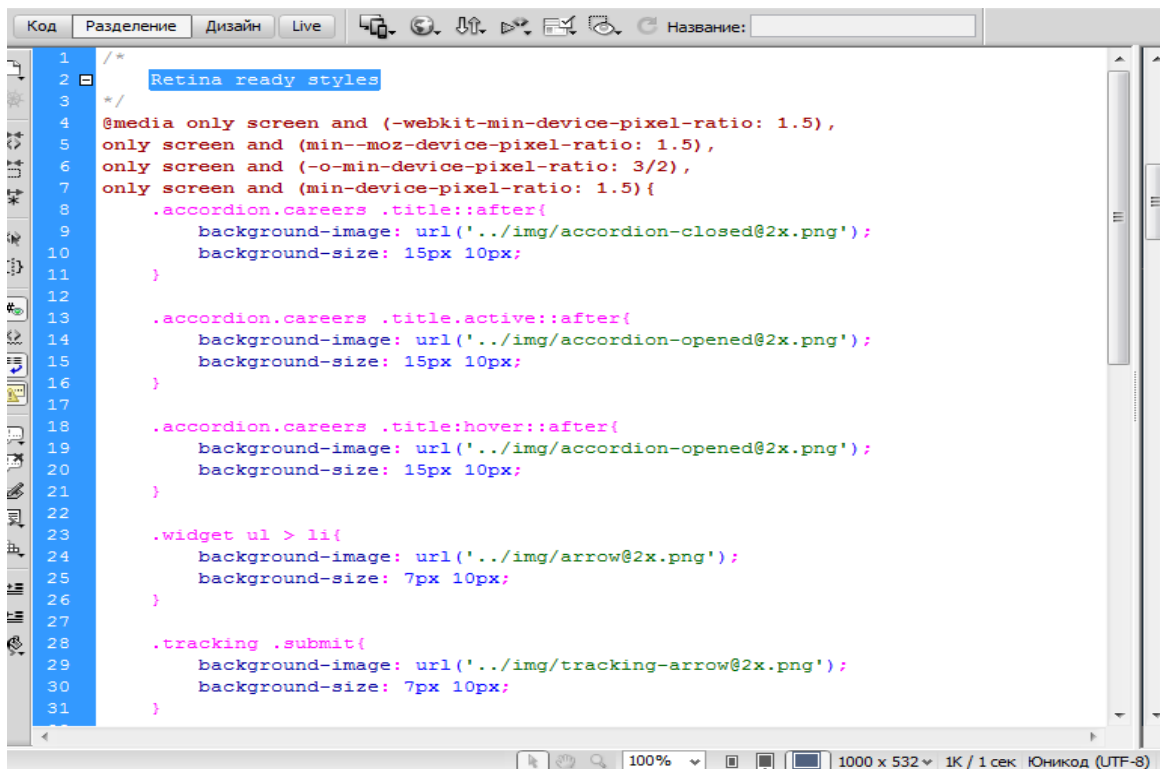 Код Разделение Дизайн Live Название:
1 /*
2 Retina ready styles
3 */
4 @media only screen and (-webkit-min-device-pixel-ratio: 1.5),
5 only screen and (min--moz-device-pixel-ratio: 1.5),
6 only screen and (-o-min-device-pixel-ratio: 3/2),
7 only screen and (min-device-pixel-ratio: 1.5){
8 .accordion.careers .title::after{
9 background-image: url('../img/accordion-closed@2x.png');
10 background-size: 15px 10px;
11 }
12
13 .accordion.careers .title.active::after{
14 background-image: url('../img/accordion-opened@2x.png');
15 background-size: 15px 10px;
16 }
17
18 .accordion.careers .title:hover::after{
19 background-image: url('../img/accordion-opened@2x.png');
20 background-size: 15px 10px;
21 }
22
23 .widget ul > li{
24 background-image: url('../img/arrow@2x.png');
25 background-size: 7px 10px;
26 }
27
28 .tracking .submit{
29 background-image: url('../img/tracking-arrow@2x.png');
30 background-size: 7px 10px;
31 }
100% 1000 x 532 1K / 1 сек Юникод (UTF-8)